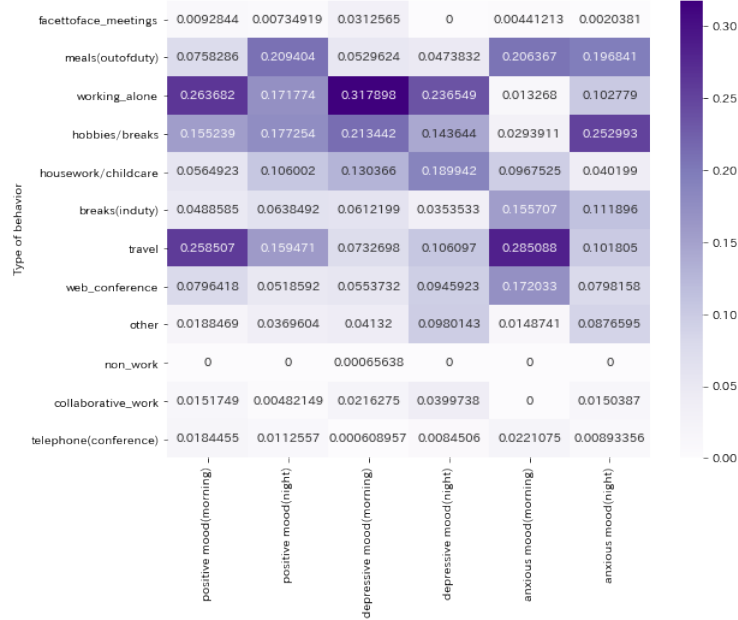 facettoface_meetings 0.0092844 0.00734919 0.0312565 0 0.00441213 0.0020381
meals(outofduty) 0.0758286 0.209404 0.0529624 0.0473832 0.206367 0.196841
working_alone 0.263682 0.171774 0.317898 0.236549 0.013268 0.102779
hobbies/breaks 0.155239 0.177254 0.213442 0.143644 0.0293911 0.252993
housework/childcare 0.0564923 0.106002 0.130366 0.189942 0.0967525 0.040199
breaks(induty) 0.0488585 0.0638492 0.0612199 0.0353533 0.155707 0.111896
travel 0.258507 0.159471 0.0732698 0.106097 0.285088 0.101805
web_conference 0.0796418 0.0518592 0.0553732 0.0945923 0.172033 0.0798158
other 0.0188469 0.0369604 0.04132 0.0980143 0.0148741 0.0876595
non_work 0 0 0.00065638 0 0 0
collaborative_work 0.0151749 0.00482149 0.0216275 0.0399738 0 0.0150387
telephone(conference) 0.0184455 0.0112557 0.000608957 0.0084506 0.0221075 0.00893356
Type of behavior
positive mood(morning)
positive mood(night)
depressive mood(morning)
depressive mood(night)
anxious mood(morning)
anxious mood(night)
0.30
0.25
0.20
0.15
0.10
0.05
0.00